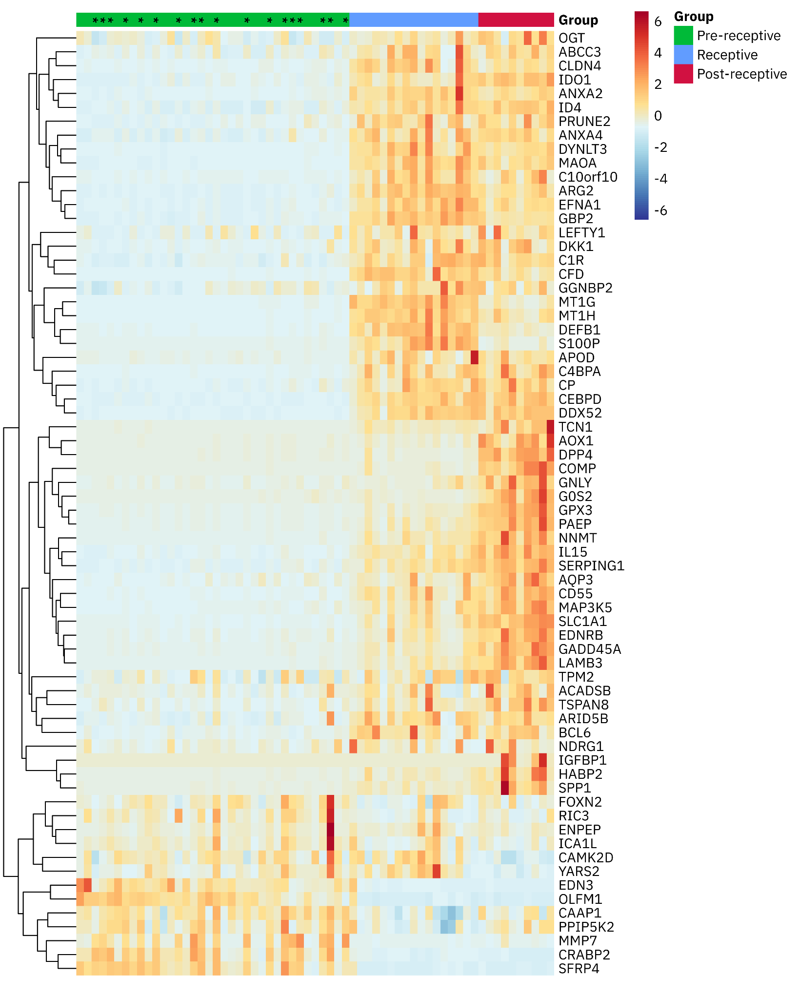 *** * * * * ** * * * *** ** * Group
OGT
ABCC3
CLDN4
IDO1
ANXA2
ID4
PRUNE2
ANXA4
DYNLT3
MAOA
C10orf10
ARG2
EFNA1
GBP2
LEFTY1
DKK1
C1R
CFD
GGNBP2
MT1G
MT1H
DEFB1
S100P
APOD
C4BPA
CP
CEBPD
DDX52
TCN1
AOX1
DPP4
COMP
GNLY
G0S2
GPX3
PAEP
NNMT
IL15
SERPING1
AQP3
CD55
MAP3K5
SLC1A1
EDNRB
GADD45A
LAMB3
TPM2
ACADSB
TSPAN8
ARID5B
BCL6
NDRG1
IGFBP1
HABP2
SPP1
FOXN2
RIC3
ENPEP
ICA1L
CAMK2D
YARS2
EDN3
OLFM1
CAAP1
PPIP5K2
MMP7
CRABP2
SFRP4
6
4
2
0
-2
-4
-6
Group
Pre-receptive
Receptive
Post-receptive